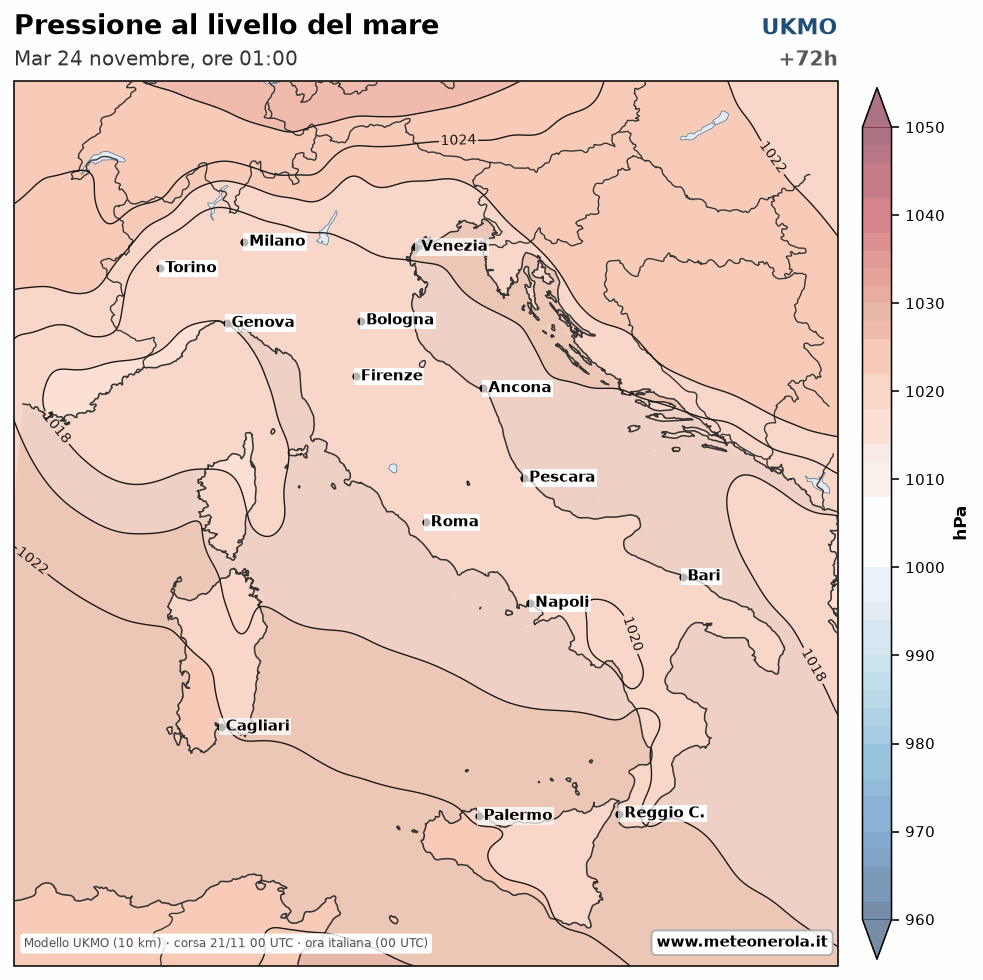 Pressione al livello del mare
UKMO
Mar 24 novembre, ore 01:00
+72h
1024
1022
Milano
Venezia
Torino
Genova
Bologna
Firenze
Ancona
1018
Pescara
Roma
1022
Bari
Napoli
1020
1018
Cagliari
Palermo
Reggio C.
Modello UKMO (10 km) · corsa 21/11 00 UTC · ora italiana (00 UTC)
www.meteonerola.it
1050
1040
1030
1020
1010
1000
990
980
970
960
hPa